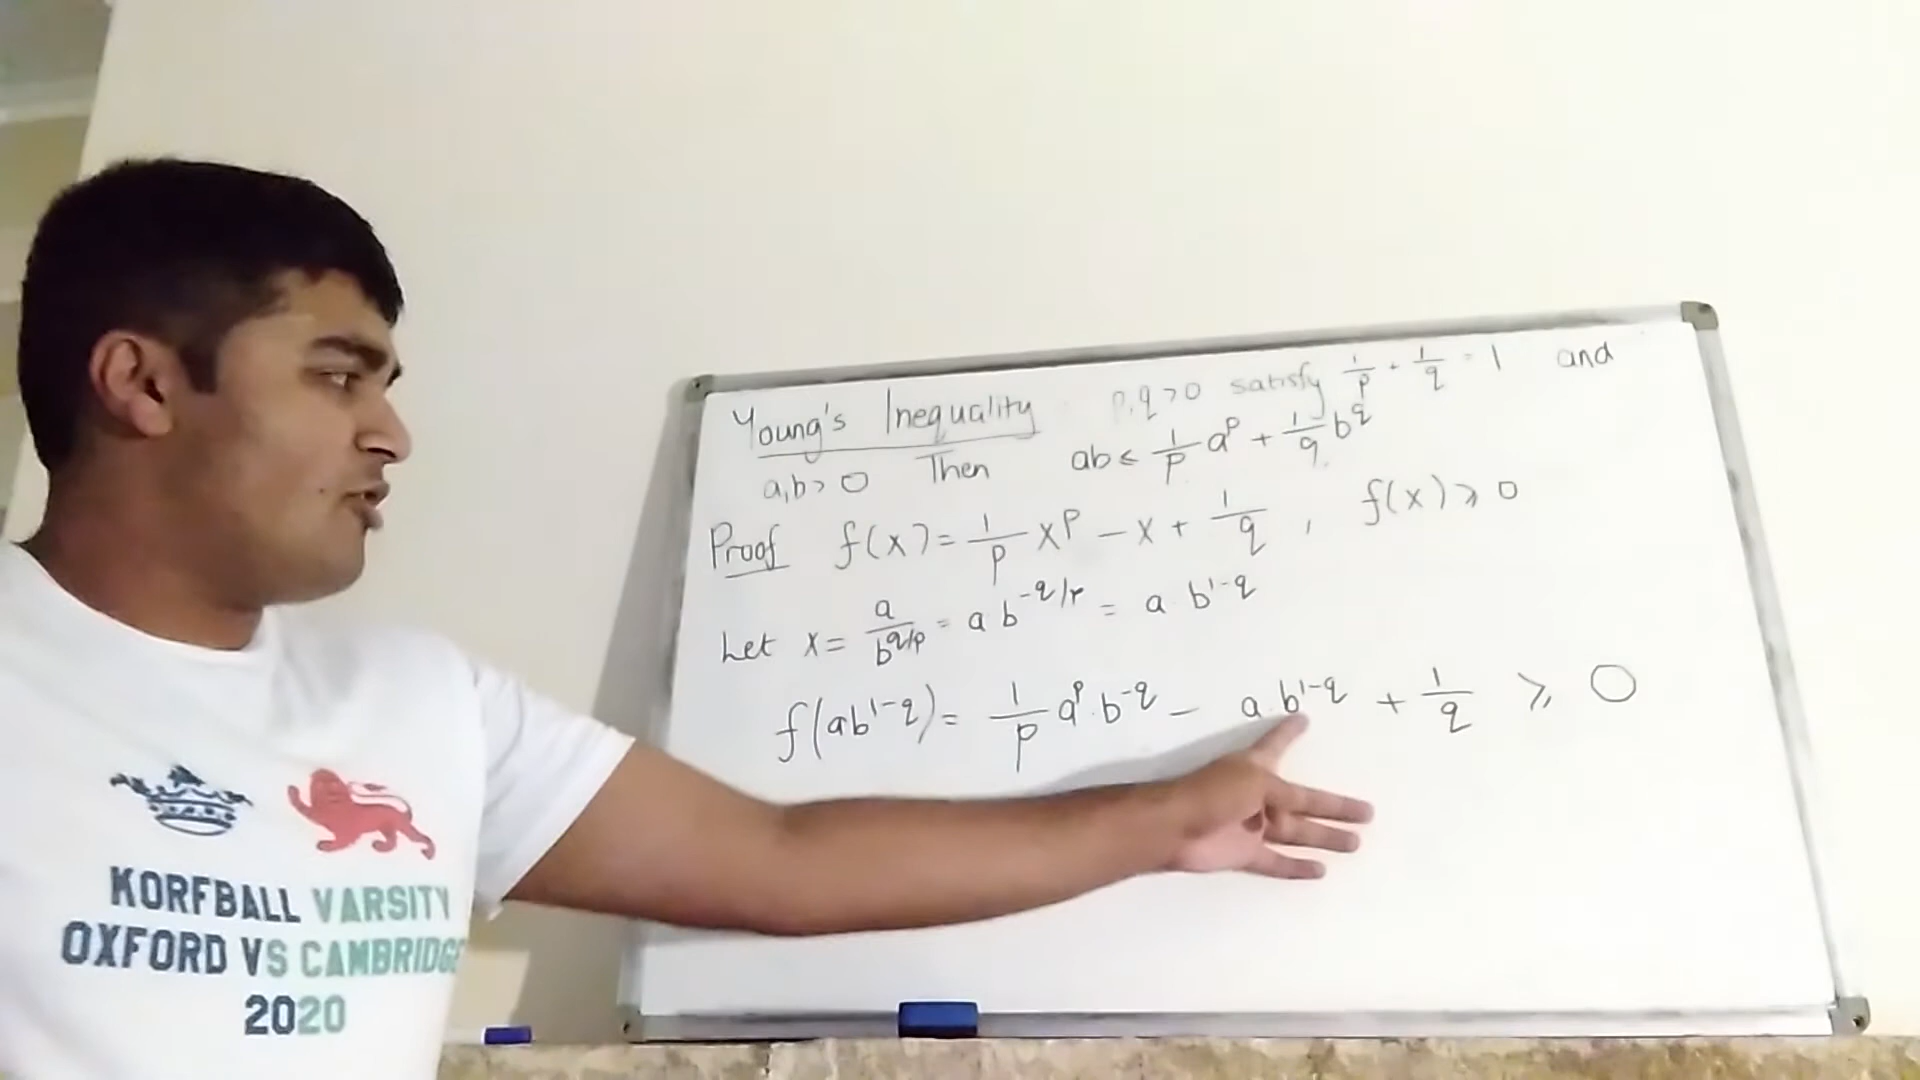 Young's Inequality p,q>0 satisfy 1/p + 1/q = 1 and
a,b>0 Then ab ≤ 1/p a^p + 1/q b^q
Proof f(x) = 1/p x^p − x + 1/q , f(x) ≥ 0
Let x = a/b^{q/p} = a b^{-q/p} = a b^{1-q}
f(ab^{1-q}) = 1/p a^p · b^{-q} − a · b^{1-q} + 1/q ≥ 0
KORFBALL VARSITY
OXFORD VS CAMBRIDGE
2020